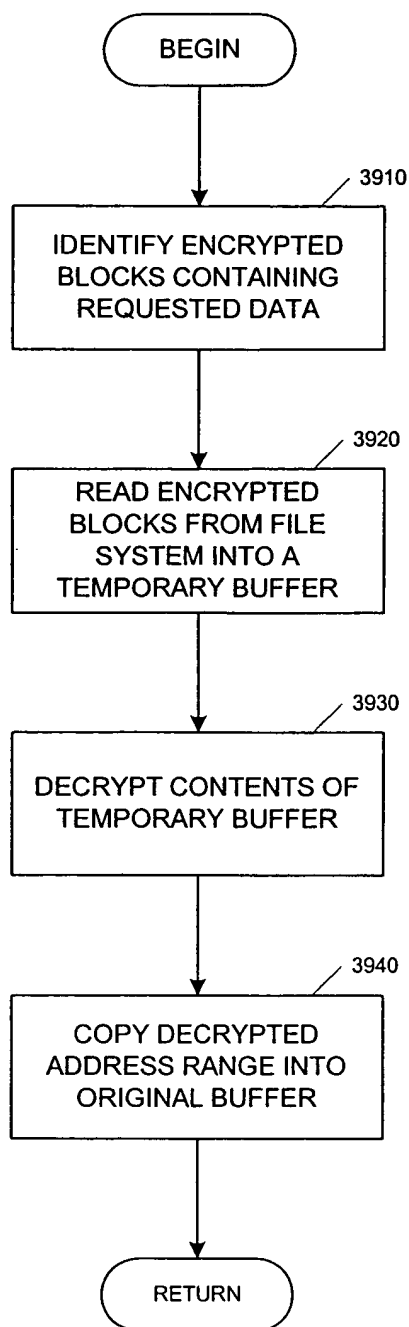 BEGIN
3910
IDENTIFY ENCRYPTED
BLOCKS CONTAINING
REQUESTED DATA
3920
READ ENCRYPTED
BLOCKS FROM FILE
SYSTEM INTO A
TEMPORARY BUFFER
3930
DECRYPT CONTENTS OF
TEMPORARY BUFFER
3940
COPY DECRYPTED
ADDRESS RANGE INTO
ORIGINAL BUFFER
RETURN